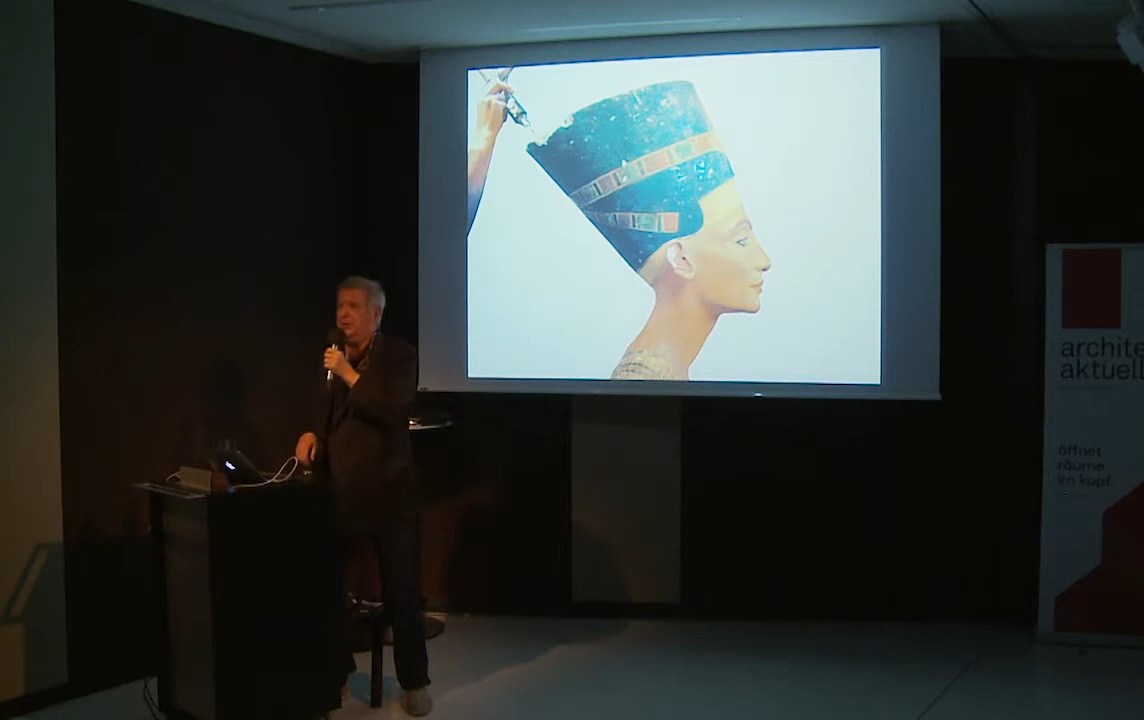 archite
aktuell
öffnet
räume
im kopf